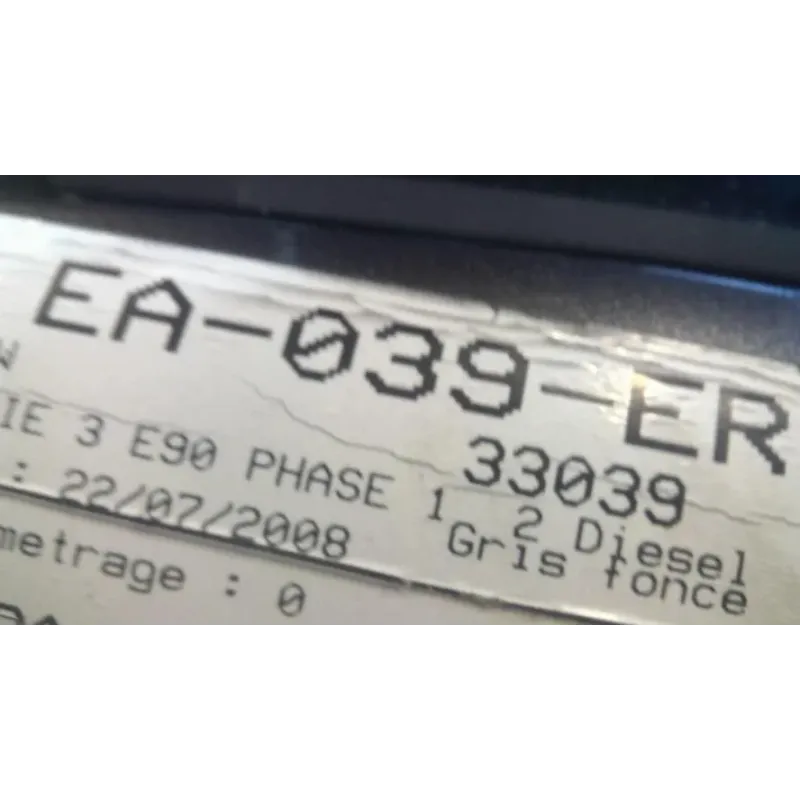 EA-039-ER
W
33039
IE 3 E90 PHASE 1 2 Diesel
: 22/07/2008 Gris fonce
metrage : 0